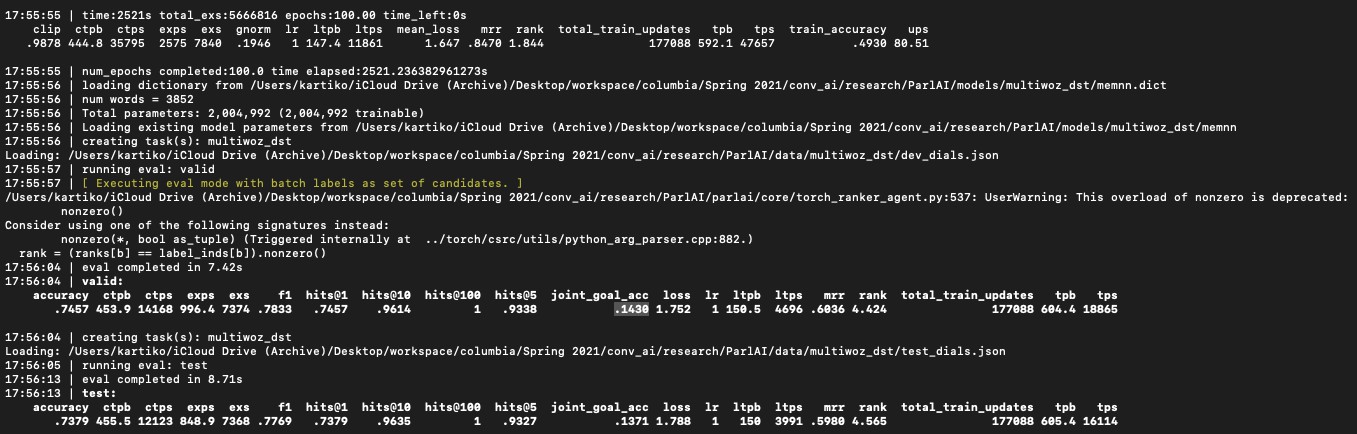 17:55:55 | time:2521s total_exs:5666816 epochs:100.00 time_left:0s
clip ctpb ctps exps exs gnorm lr ltpb ltps mean_loss mrr rank total_train_updates tpb tps train_accuracy ups
.9878 444.8 35795 2575 7840 .1946 1 147.4 11861 1.647 .8470 1.844 177088 592.1 47657 .4930 80.51
17:55:55 | num_epochs completed:100.0 time elapsed:2521.236382961273s
17:55:56 | loading dictionary from /Users/kartiko/iCloud Drive (Archive)/Desktop/workspace/columbia/Spring 2021/conv_ai/research/ParlAI/models/multiwoz_dst/memnn.dict
17:55:56 | num words = 3852
17:55:56 | Total parameters: 2,004,992 (2,004,992 trainable)
17:55:56 | Loading existing model parameters from /Users/kartiko/iCloud Drive (Archive)/Desktop/workspace/columbia/Spring 2021/conv_ai/research/ParlAI/models/multiwoz_dst/memnn
17:55:56 | creating task(s): multiwoz_dst
Loading: /Users/kartiko/iCloud Drive (Archive)/Desktop/workspace/columbia/Spring 2021/conv_ai/research/ParlAI/data/multiwoz_dst/dev_dials.json
17:55:57 | running eval: valid
17:55:57 | [ Executing eval mode with batch labels as set of candidates. ]
/Users/kartiko/iCloud Drive (Archive)/Desktop/workspace/columbia/Spring 2021/conv_ai/research/ParlAI/parlai/core/torch_ranker_agent.py:537: UserWarning: This overload of nonzero is deprecated:
nonzero()
Consider using one of the following signatures instead:
nonzero(*, bool as_tuple) (Triggered internally at ../torch/csrc/utils/python_arg_parser.cpp:882.)
rank = (ranks[b] == label_inds[b]).nonzero()
17:56:04 | eval completed in 7.42s
17:56:04 | valid:
accuracy ctpb ctps exps exs f1 hits@1 hits@10 hits@100 hits@5 joint_goal_acc loss lr ltpb ltps mrr rank total_train_updates tpb tps
.7457 453.9 14168 996.4 7374 .7833 .7457 .9614 1 .9338 .1430 1.752 1 150.5 4696 .6036 4.424 177088 604.4 18865
17:56:04 | creating task(s): multiwoz_dst
Loading: /Users/kartiko/iCloud Drive (Archive)/Desktop/workspace/columbia/Spring 2021/conv_ai/research/ParlAI/data/multiwoz_dst/test_dials.json
17:56:05 | running eval: test
17:56:13 | eval completed in 8.71s
17:56:13 | test:
accuracy ctpb ctps exps exs f1 hits@1 hits@10 hits@100 hits@5 joint_goal_acc loss lr ltpb ltps mrr rank total_train_updates tpb tps
.7379 455.5 12123 848.9 7368 .7769 .7379 .9635 1 .9327 .1371 1.788 1 150 3991 .5980 4.565 177088 605.4 16114